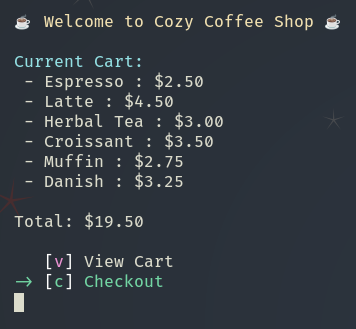 ☕ Welcome to Cozy Coffee Shop ☕
Current Cart:
- Espresso : $2.50
- Latte : $4.50
- Herbal Tea : $3.00
- Croissant : $3.50
- Muffin : $2.75
- Danish : $3.25
Total: $19.50
[v] View Cart
→ [c] Checkout